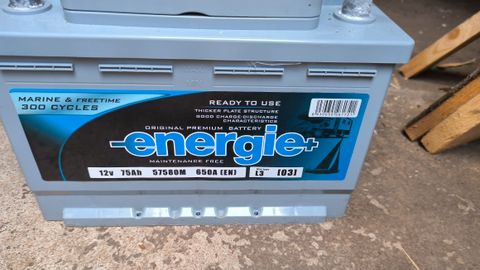 MARINE & FREETIME
300 CYCLES
READY TO USE
THICKER PLATE STRUCTURE
GOOD CHARGE-DISCHARGE
CHARACTERISTICS
ORIGINAL PREMIUM BATTERY
-energie+
MAINTENANCE FREE
12v 75Ah 57580M 650A (EN)
L3
[03]